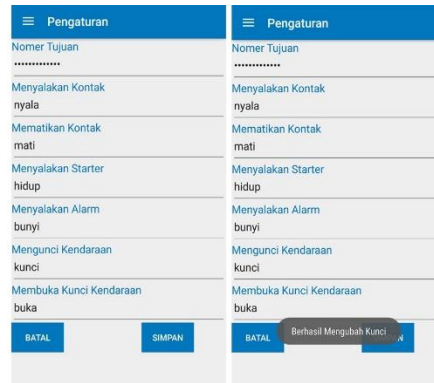 Pengaturan
Nomer Tujuan
•••••••••••••
Menyalakan Kontak
nyala
Mematikan Kontak
mati
Menyalakan Starter
hidup
Menyalakan Alarm
bunyi
Mengunci Kendaraan
kunci
Membuka Kunci Kendaraan
buka
BATAL SIMPAN
Pengaturan
Nomer Tujuan
•••••••••••••
Menyalakan Kontak
nyala
Mematikan Kontak
mati
Menyalakan Starter
hidup
Menyalakan Alarm
bunyi
Mengunci Kendaraan
kunci
Membuka Kunci Kendaraan
buka
BATAL Berhasil Mengubah Kunci